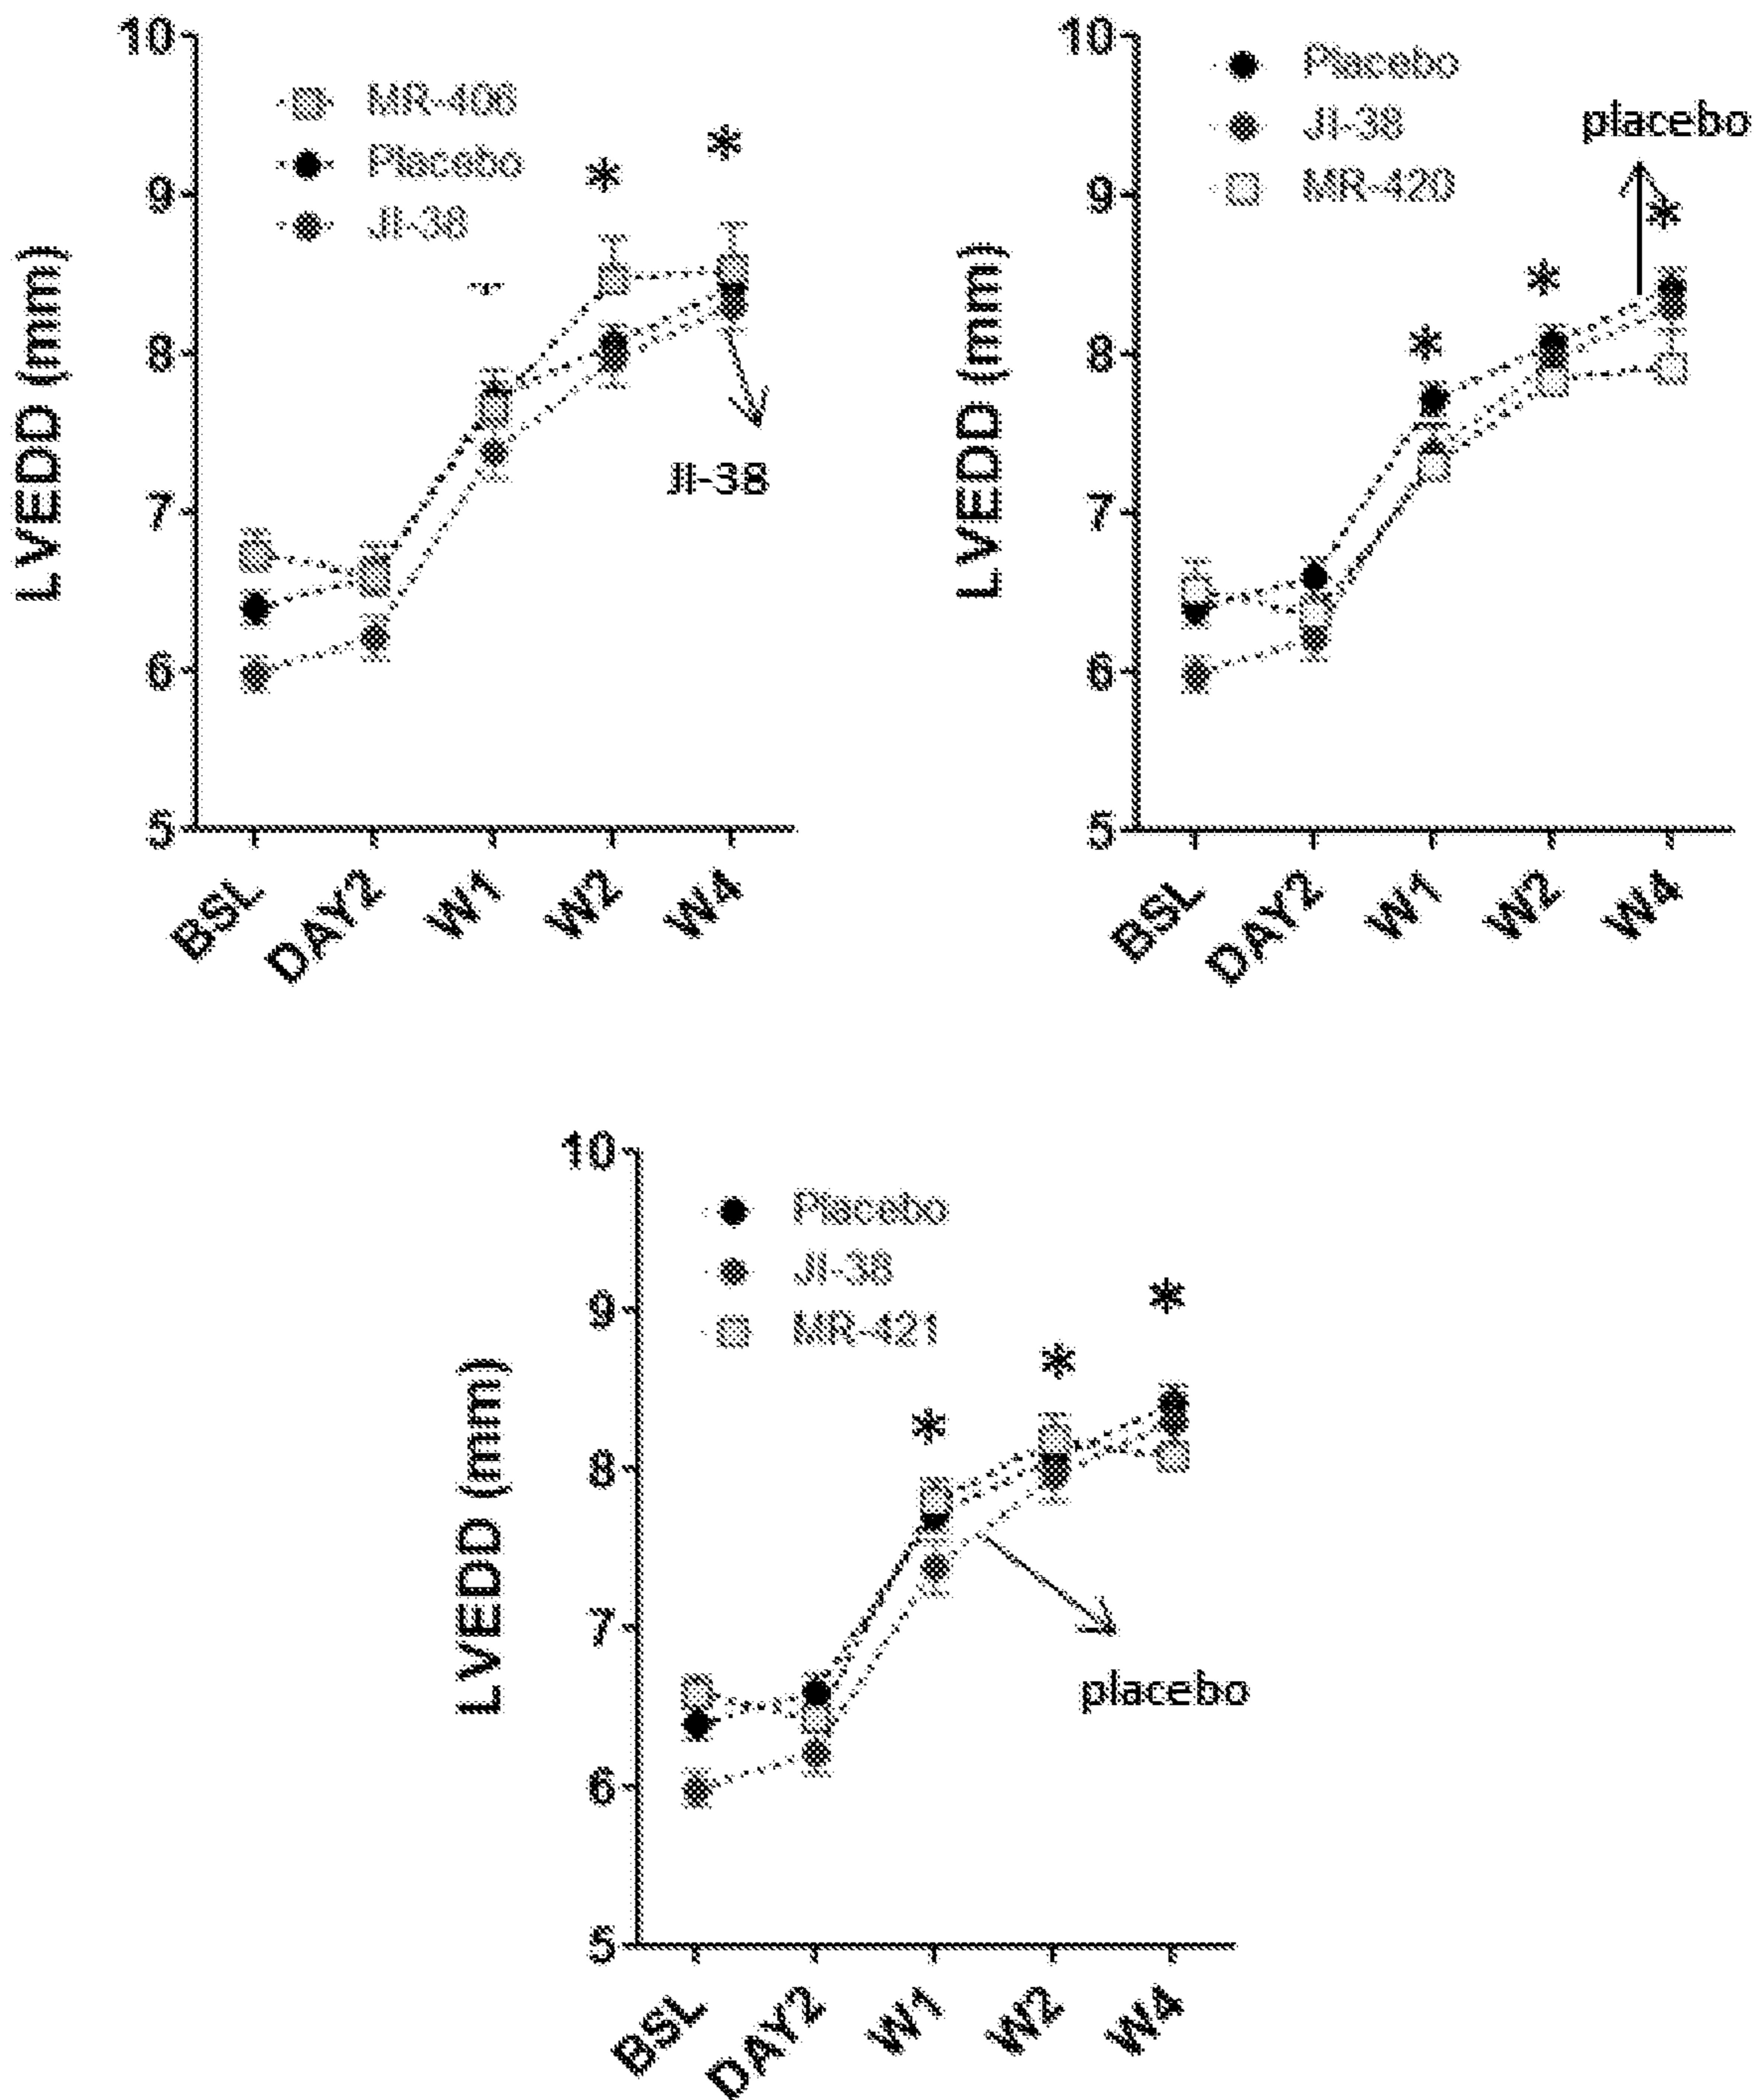 10
9
8
7
6
5
LVEDD (mm)
MR-406
Placebo
JI-38
*
*
JI-38
BSL
DAY2
W1
W2
W4
10
9
8
7
6
5
LVEDD (mm)
Placebo
JI-38
MR-420
placebo
*
*
*
BSL
DAY2
W1
W2
W4
10
9
8
7
6
5
LVEDD (mm)
Placebo
JI-38
MR-421
*
*
*
placebo
BSL
DAY2
W1
W2
W4